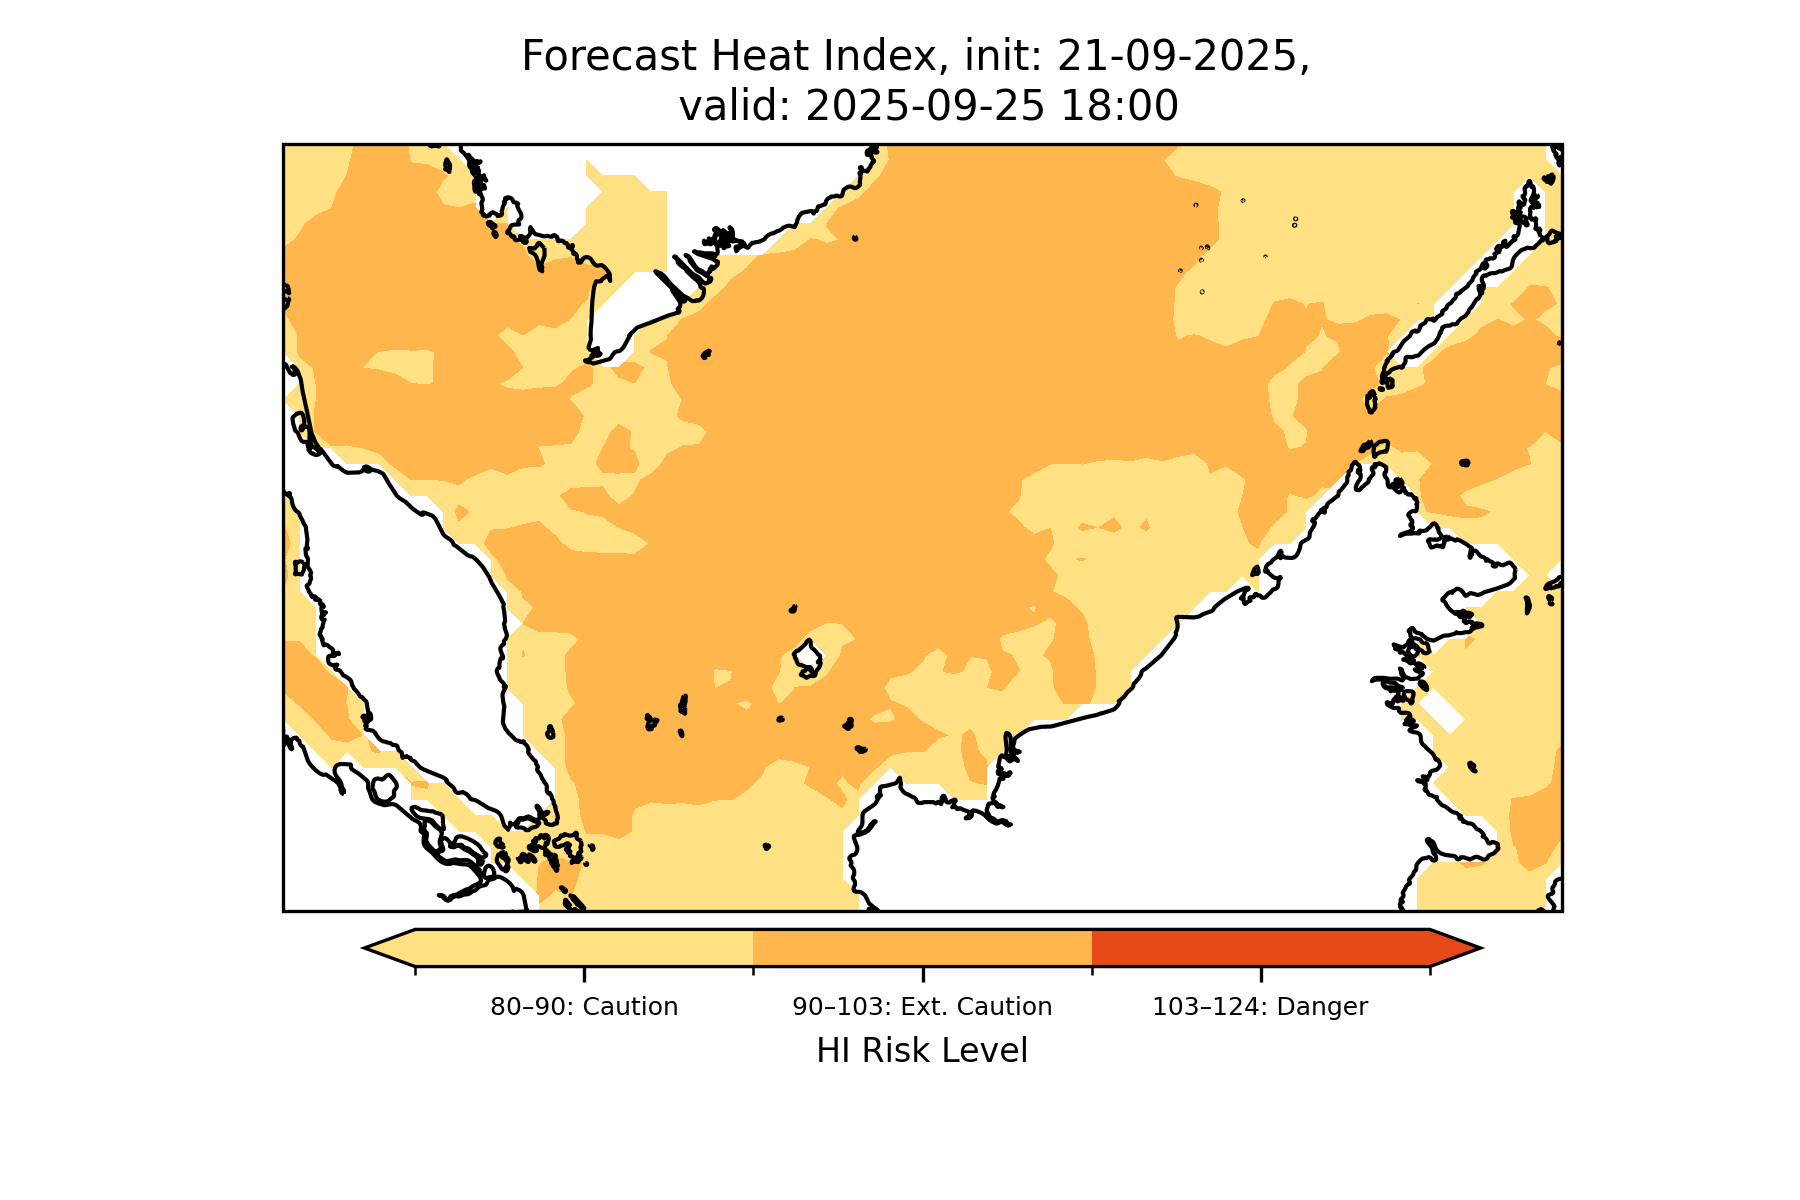 Forecast Heat Index, init: 21-09-2025,
valid: 2025-09-25 18:00
80–90: Caution
90–103: Ext. Caution
103–124: Danger
HI Risk Level